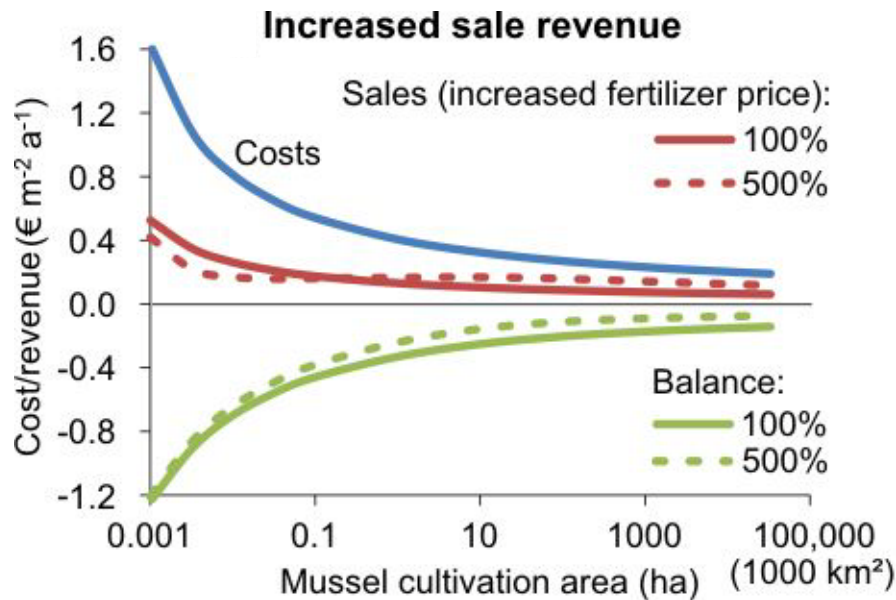 Increased sale revenue
Cost/revenue (€ m⁻² a⁻¹)
1.6
1.2
0.8
0.4
0.0
-0.4
-0.8
-1.2
Sales (increased fertilizer price):
100%
500%
Costs
Balance:
100%
500%
0.001 0.1 10 1000 100,000
Mussel cultivation area (ha) (1000 km²)